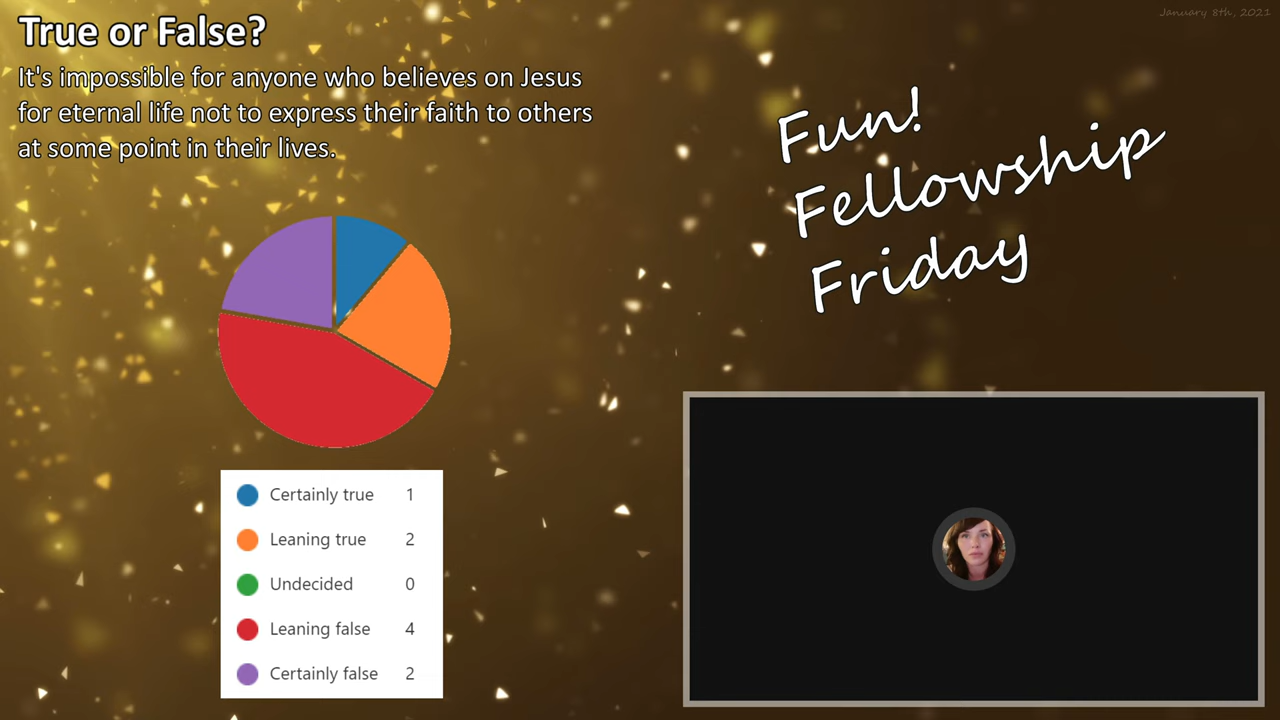 True or False?
It's impossible for anyone who believes on Jesus
for eternal life not to express their faith to others
at some point in their lives.
January 8th, 2021
Fun!
Fellowship
Friday
Certainly true 1
Leaning true 2
Undecided 0
Leaning false 4
Certainly false 2